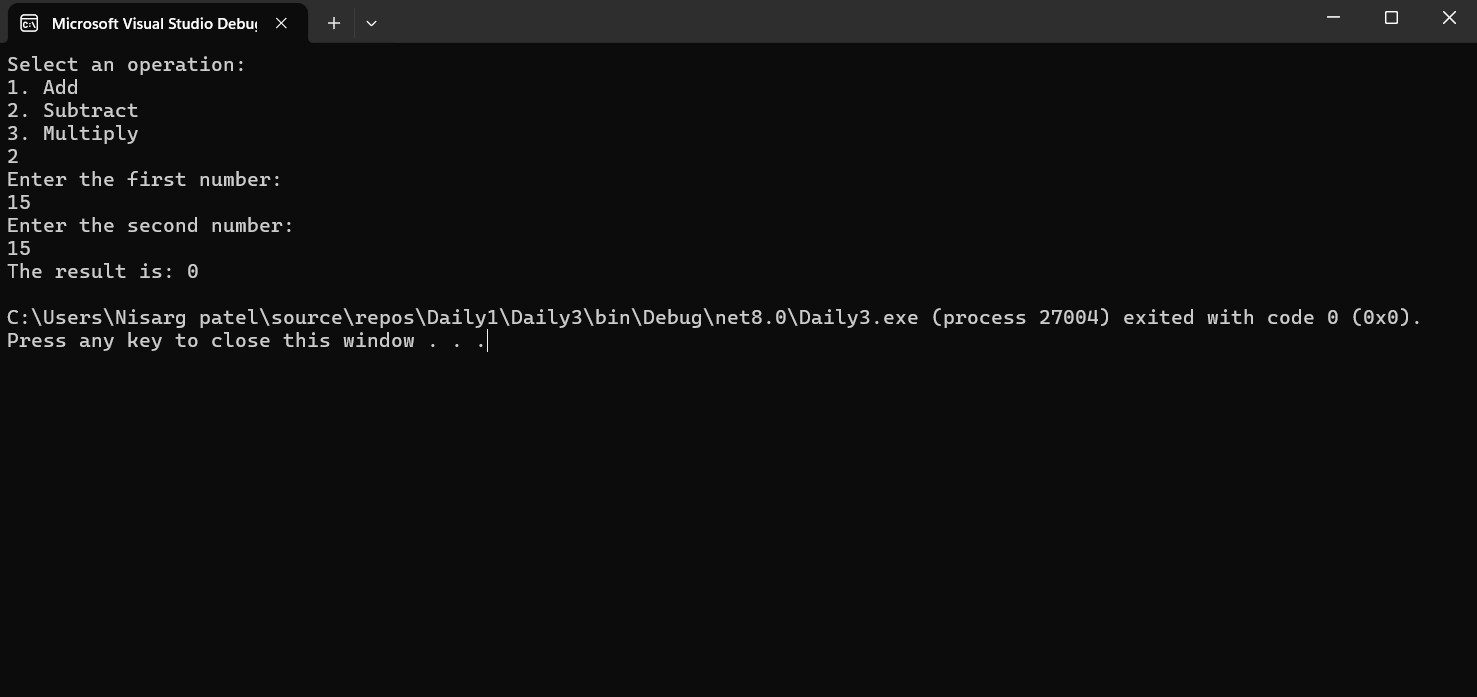 Microsoft Visual Studio Debu
Select an operation:
1. Add
2. Subtract
3. Multiply
2
Enter the first number:
15
Enter the second number:
15
The result is: 0
C:\Users\Nisarg patel\source\repos\Daily1\Daily3\bin\Debug\net8.0\Daily3.exe (process 27004) exited with code 0 (0x0).
Press any key to close this window . . .